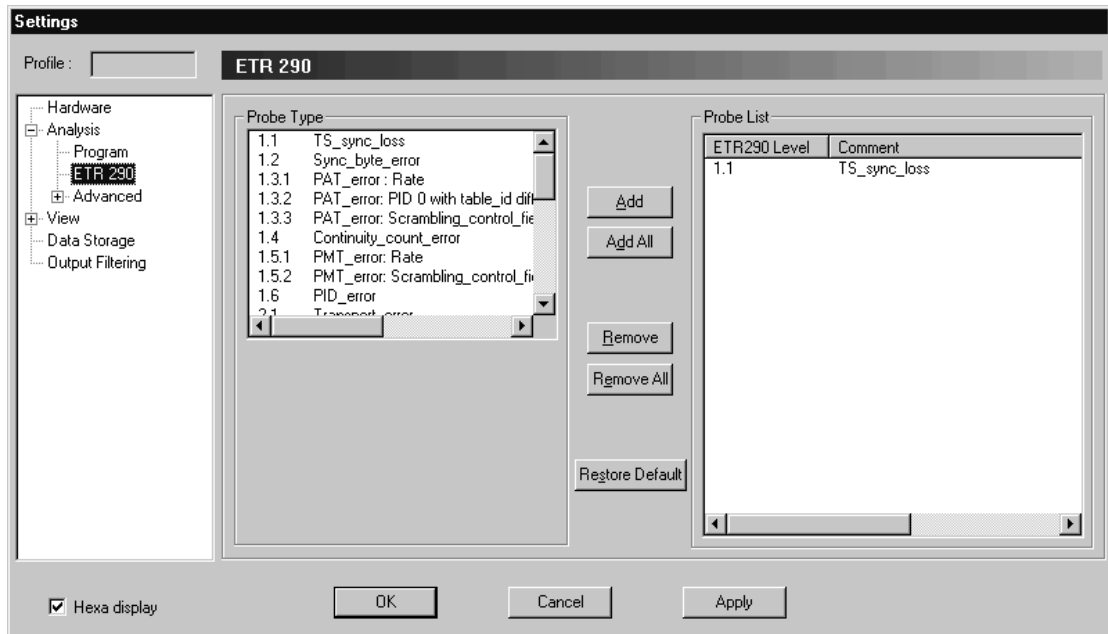 Settings
Profile :
ETR 290
Hardware
Analysis
Program
ETR 290
Advanced
View
Data Storage
Output Filtering
Probe Type
1.1 TS_sync_loss
1.2 Sync_byte_error
1.3.1 PAT_error : Rate
1.3.2 PAT_error: PID 0 with table_id diff
1.3.3 PAT_error: Scrambling_control_fie
1.4 Continuity_count_error
1.5.1 PMT_error: Rate
1.5.2 PMT_error: Scrambling_control_fi
1.6 PID_error
2.1 Transport_error
Add
Add All
Remove
Remove All
Restore Default
Probe List
ETR290 Level Comment
1.1 TS_sync_loss
Hexa display
OK
Cancel
Apply